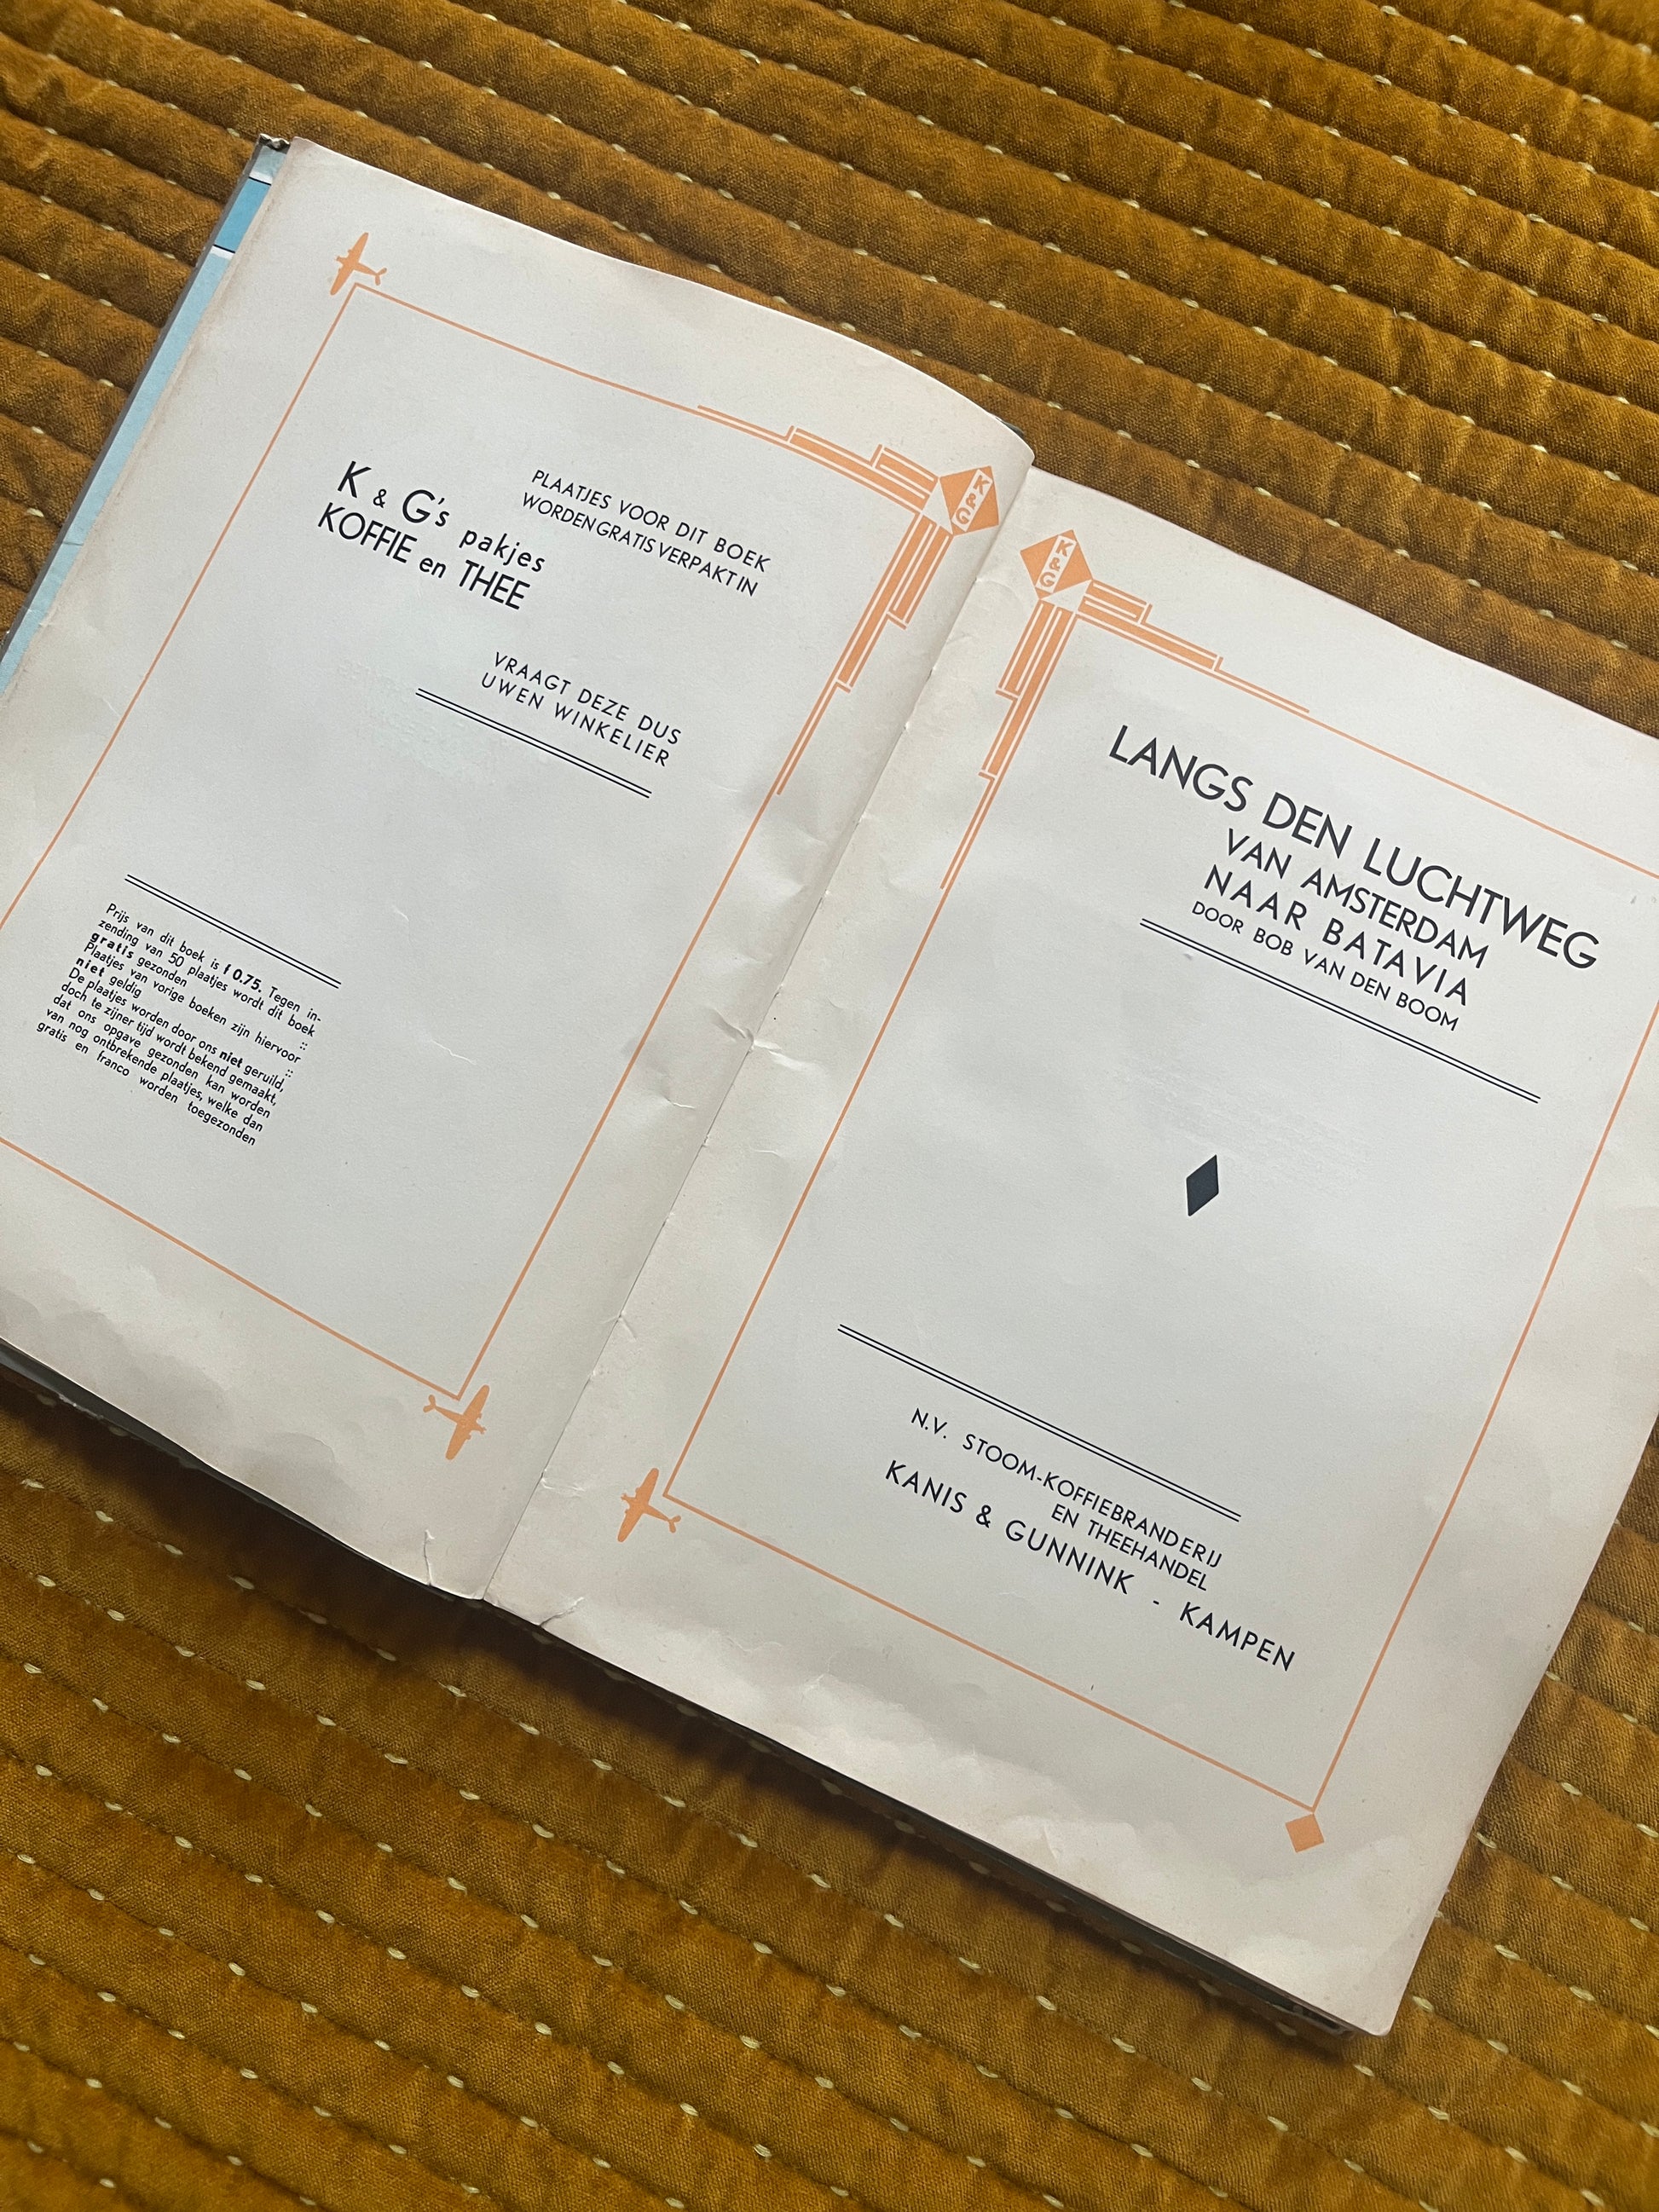 K & G
PLAATJES VOOR DIT BOEK
WORDEN GRATIS VERPAKT IN
K & G's pakjes
KOFFIE en THEE
VRAAGT DEZE DUS
UWEN WINKELIER
Prijs van dit boek is f 0.75. Tegen in-
zending van 50 plaatjes wordt dit boek
gratis gezonden ::
Plaatjes van vorige boeken zijn hiervoor
niet geldig ::
De plaatjes worden door ons niet geruild,
doch te zijner tijd wordt bekend gemaakt,
dat ons opgave gezonden kan worden
van nog ontbrekende plaatjes, welke dan
gratis en franco worden toegezonden
K & G
LANGS DEN LUCHTWEG
VAN AMSTERDAM
NAAR BATAVIA
DOOR BOB VAN DEN BOOM
N.V. STOOM-KOFFIEBRANDERIJ
EN THEEHANDEL
KANIS & GUNNINK - KAMPEN